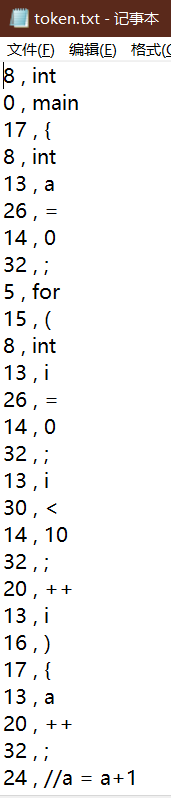 token.txt - 记事本
文件(F) 编辑(E) 格式(
8 , int
0 , main
17 , {
8 , int
13 , a
26 , =
14 , 0
32 , ;
5 , for
15 , (
8 , int
13 , i
26 , =
14 , 0
32 , ;
13 , i
30 , <
14 , 10
32 , ;
20 , ++
13 , i
16 , )
17 , {
13 , a
20 , ++
32 , ;
24 , //a = a+1